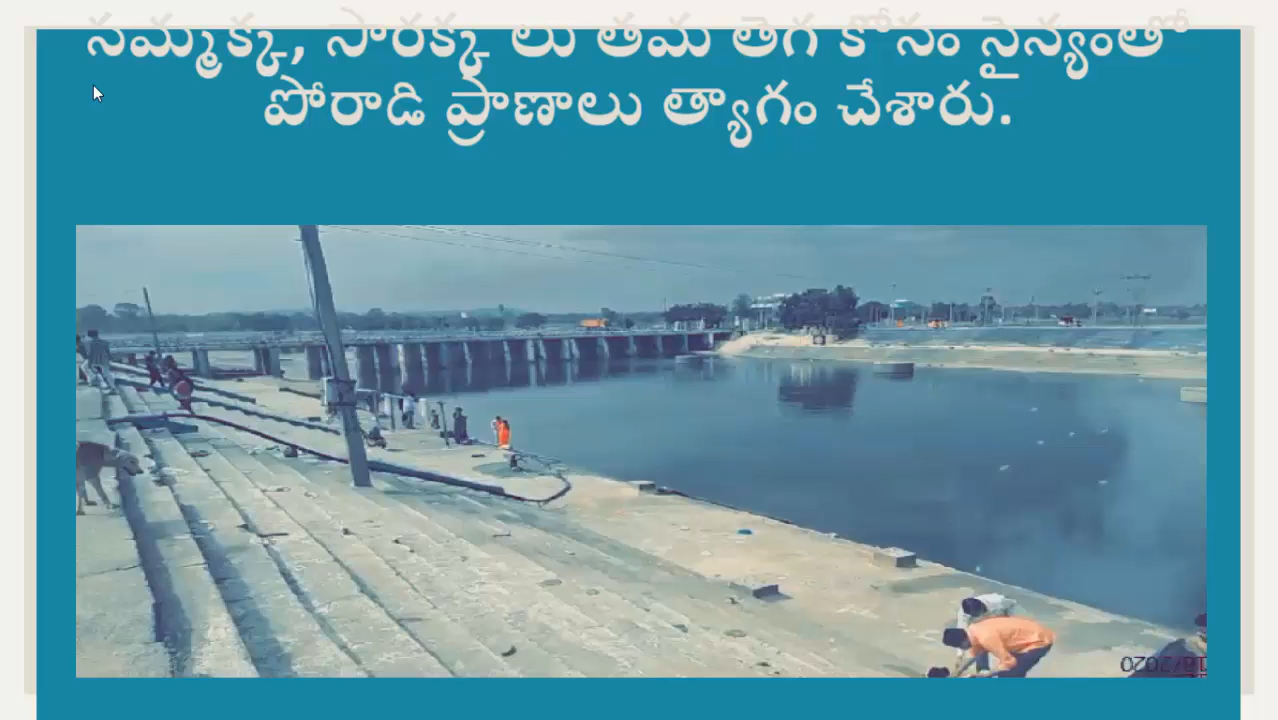 సమ్మక్క, సారక్క లు తమ తెగ కోసం సైన్యంతో
పోరాడి ప్రాణాలు త్యాగం చేశారు.